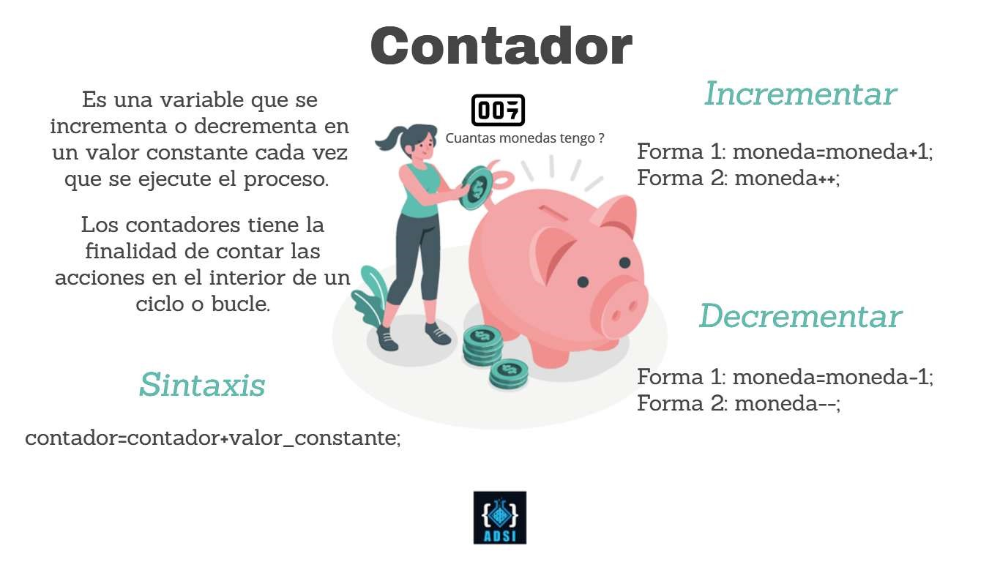 Contador
Es una variable que se
incrementa o decrementa en
un valor constante cada vez
que se ejecute el proceso.
Los contadores tiene la
finalidad de contar las
acciones en el interior de un
ciclo o bucle.
Sintaxis
contador=contador+valor_constante;
007
Cuantas monedas tengo ?
Incrementar
Forma 1: moneda=moneda+1;
Forma 2: moneda++;
Decrementar
Forma 1: moneda=moneda-1;
Forma 2: moneda--;
{ }
ADSI